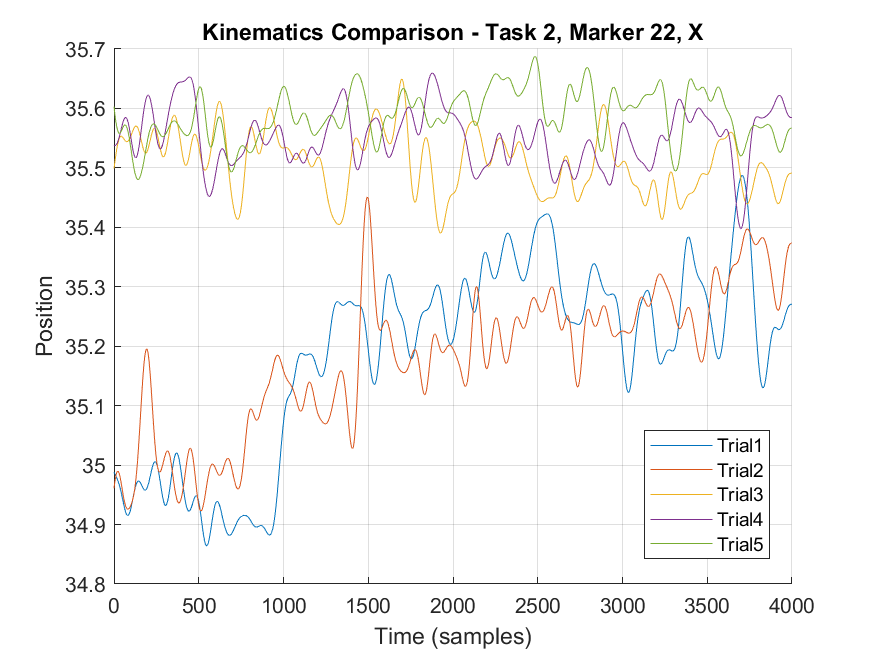 Kinematics Comparison - Task 2, Marker 22, X
35.7
35.6
35.5
35.4
35.3
35.2
35.1
35
34.9
34.8
Position
0 500 1000 1500 2000 2500 3000 3500 4000
Time (samples)
Trial1
Trial2
Trial3
Trial4
Trial5